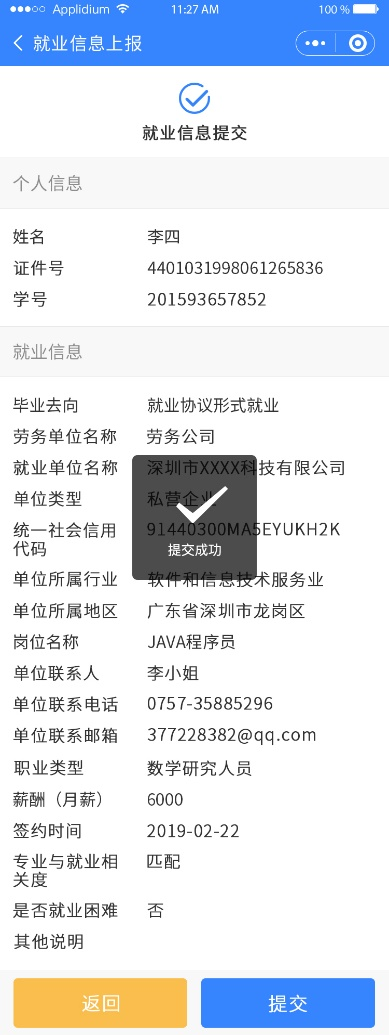 Applidium 11:27 AM 100 %
就业信息上报
就业信息提交
个人信息
姓名 李四
证件号 4401031998061265836
学号 201593657852
就业信息
毕业去向 就业协议形式就业
劳务单位名称 劳务公司
就业单位名称 深圳市XXXX科技有限公司
单位类型 私营企业
统一社会信用 91440300MA5EYUKH2K
代码
提交成功
单位所属行业 软件和信息技术服务业
单位所属地区 广东省深圳市龙岗区
岗位名称 JAVA程序员
单位联系人 李小姐
单位联系电话 0757-35885296
单位联系邮箱 377228382@qq.com
职业类型 数学研究人员
薪酬（月薪） 6000
签约时间 2019-02-22
专业与就业相 匹配
关度
是否就业困难 否
其他说明
返回 提交